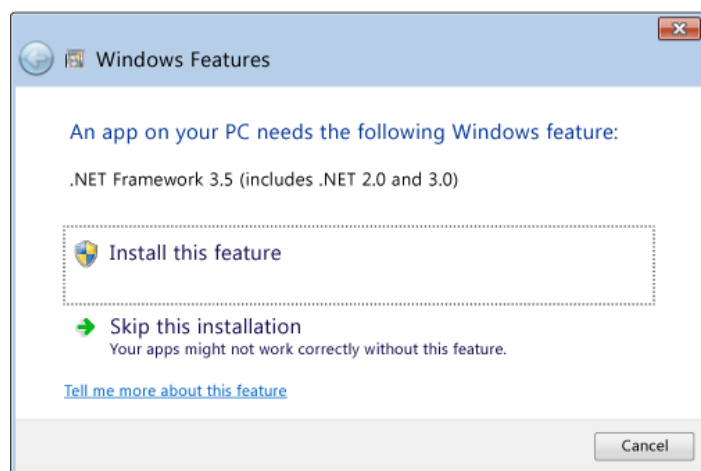 Windows Features
An app on your PC needs the following Windows feature:
.NET Framework 3.5 (includes .NET 2.0 and 3.0)
Install this feature
Skip this installation
Your apps might not work correctly without this feature.
Tell me more about this feature
Cancel